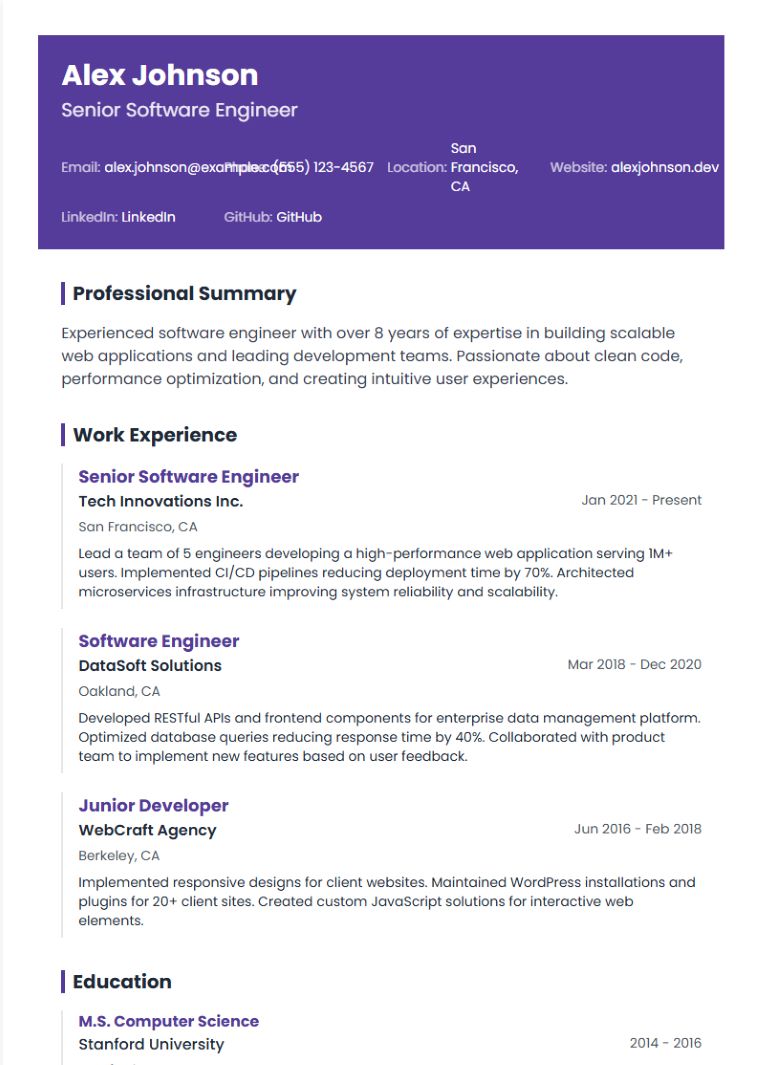 Alex Johnson
Senior Software Engineer
Email: alex.johnson@example.com Phone: (555) 123-4567 Location: San Francisco, CA Website: alexjohnson.dev
LinkedIn: LinkedIn GitHub: GitHub
Professional Summary
Experienced software engineer with over 8 years of expertise in building scalable
web applications and leading development teams. Passionate about clean code,
performance optimization, and creating intuitive user experiences.
Work Experience
Senior Software Engineer
Tech Innovations Inc. Jan 2021 - Present
San Francisco, CA
Lead a team of 5 engineers developing a high-performance web application serving 1M+
users. Implemented CI/CD pipelines reducing deployment time by 70%. Architected
microservices infrastructure improving system reliability and scalability.
Software Engineer
DataSoft Solutions Mar 2018 - Dec 2020
Oakland, CA
Developed RESTful APIs and frontend components for enterprise data management platform.
Optimized database queries reducing response time by 40%. Collaborated with product
team to implement new features based on user feedback.
Junior Developer
WebCraft Agency Jun 2016 - Feb 2018
Berkeley, CA
Implemented responsive designs for client websites. Maintained WordPress installations and
plugins for 20+ client sites. Created custom JavaScript solutions for interactive web
elements.
Education
M.S. Computer Science
Stanford University 2014 - 2016